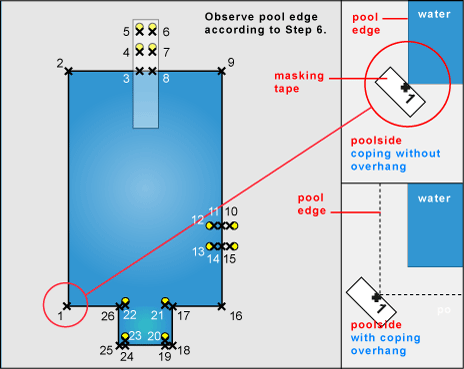 Observe pool edge
according to Step 6.
5 6
4 7
2 3 8 9
11 10
12
13
14 15
1 26 22 21 17 16
23 20
25 24 19 18
pool
edge
water
masking
tape
1
poolside
coping without
overhang
pool
edge
water
1
po
poolside
with coping
overhang